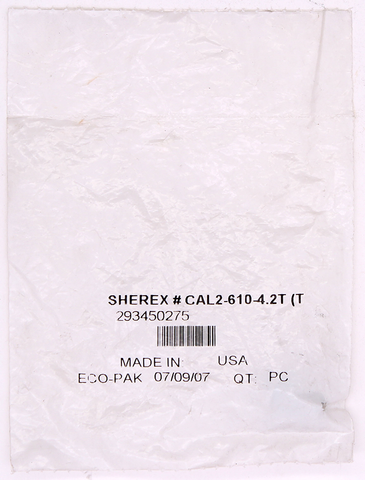 SHEREX # CAL2-610-4.2T (T
293450275
MADE IN: USA
ECO-PAK 07/09/07 QT: PC